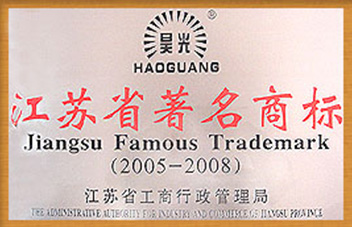 昊光®
HAOGUANG
江苏省著名商标
Jiangsu Famous Trademark
(2005-2008)
江苏省工商行政管理局
THE ADMINISTRATIVE AUTHORITY FOR INDUSTRY AND COMMERCE OF JIANGSU PROVINCE